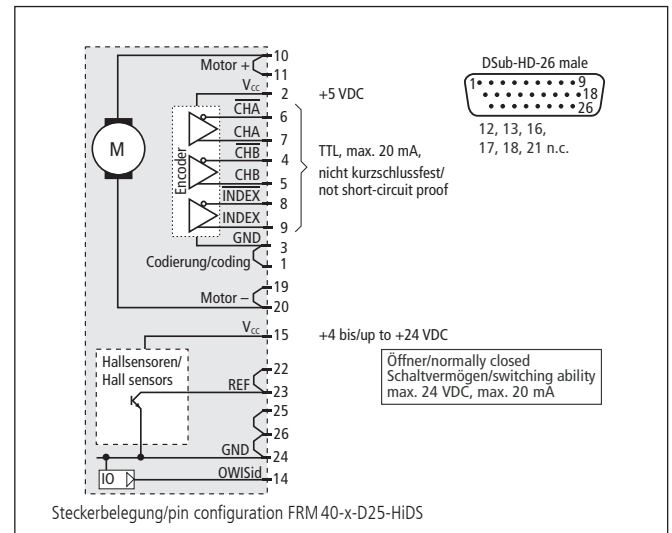 Motor + 10
11
Vcc 2 +5 VDC
CHA 6
CHA 7
CHB 4
CHB 5
INDEX 8
INDEX 9
GND 3
Codierung/coding 1
M
Encoder
TTL, max. 20 mA,
nicht kurzschlussfest/
not short-circuit proof
DSub-HD-26 male
1 9
18
26
12, 13, 16,
17, 18, 21 n.c.
19
Motor – 20
Vcc 15 +4 bis/up to +24 VDC
Hallsensoren/
Hall sensors
22
REF 23
25
26
GND 24
IO OWISid 14
Öffner/normally closed
Schaltvermögen/switching ability
max. 24 VDC, max. 20 mA
Steckerbelegung/pin configuration FRM 40-x-D25-HiDS